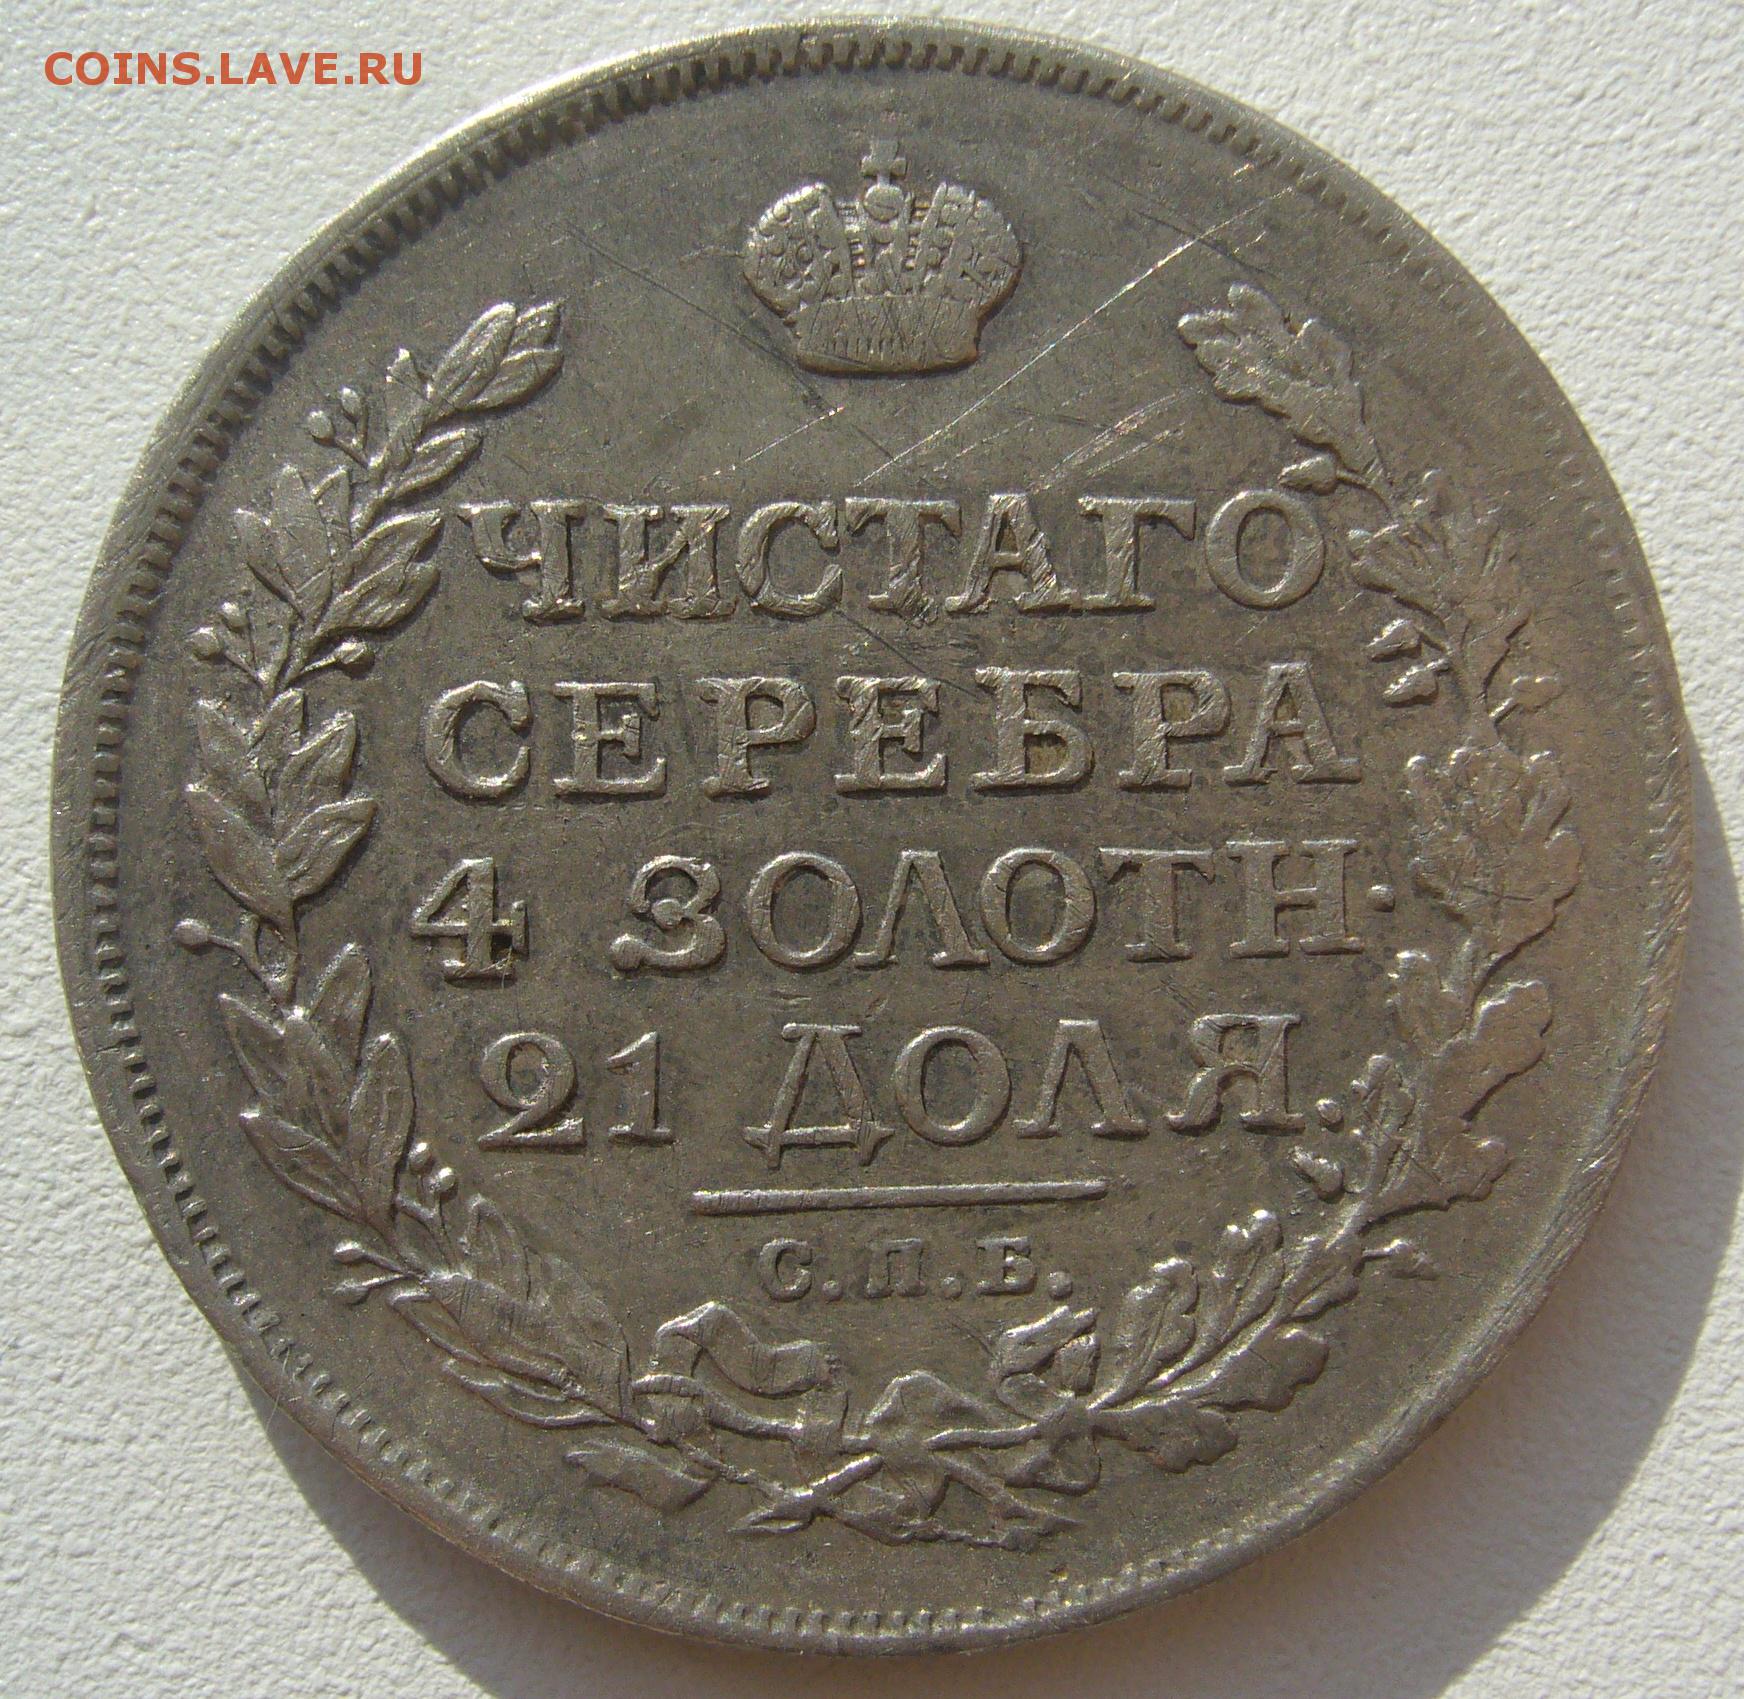 COINS.LAVE.RU
ЧИСТАГО
СЕРЕБРА
4 ЗОЛОТН.
21 ДОЛЯ.
С.П.Б.